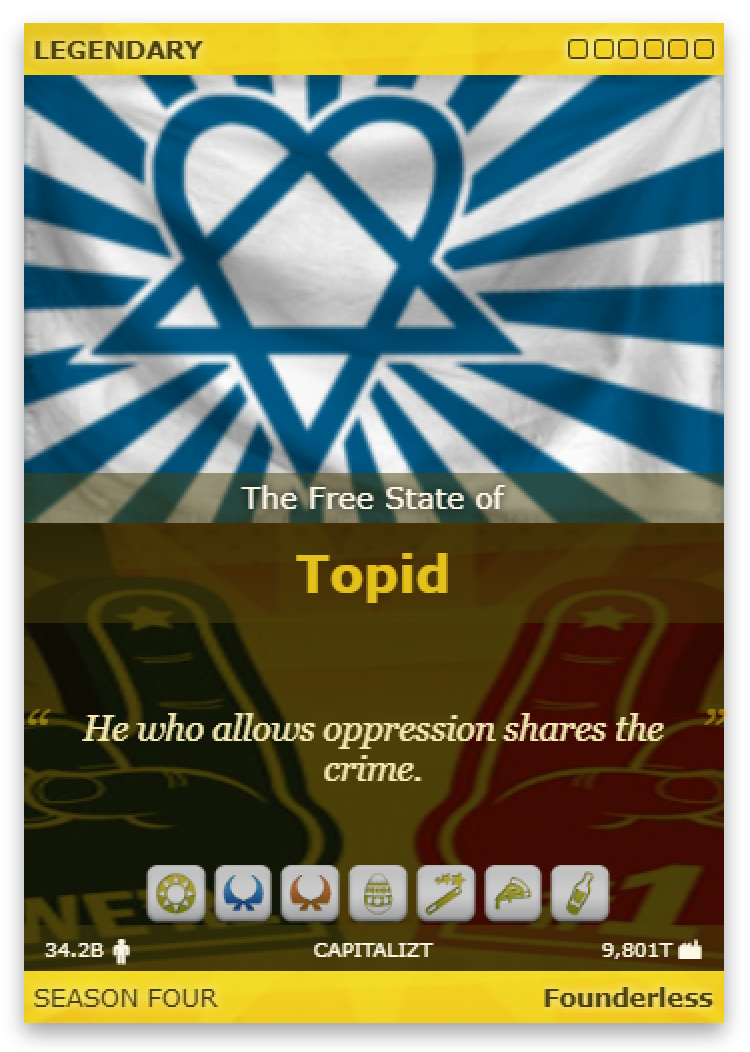 LEGENDARY
The Free State of
Topid
“ He who allows oppression shares the ”
crime.
#1
34.2B CAPITALIZT 9,801T
SEASON FOUR Founderless